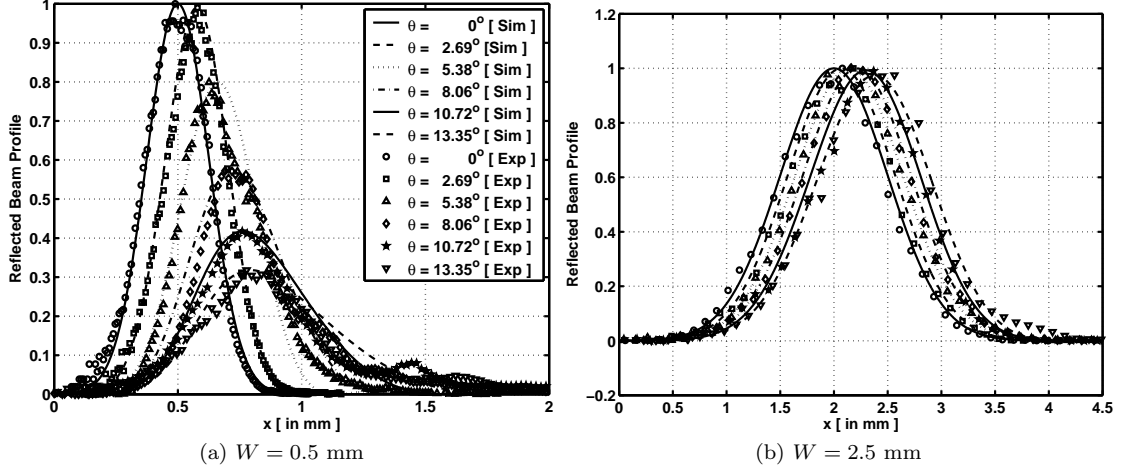 1
0.9
0.8
0.7
0.6
0.5
0.4
0.3
0.2
0.1
0
Reflected Beam Profile
0 0.5 1 1.5 2
x [ in mm ]
θ = 0° [ Sim ]
θ = 2.69° [Sim ]
θ = 5.38° [ Sim ]
θ = 8.06° [ Sim ]
θ = 10.72° [ Sim ]
θ = 13.35° [ Sim ]
θ = 0° [ Exp ]
θ = 2.69° [ Exp ]
θ = 5.38° [ Exp ]
θ = 8.06° [ Exp ]
θ = 10.72° [ Exp ]
θ = 13.35° [ Exp ]
(a) W = 0.5 mm
1.2
1
0.8
0.6
0.4
0.2
0
−0.2
Reflected Beam Profile
0 0.5 1 1.5 2 2.5 3 3.5 4 4.5
x [ in mm ]
(b) W = 2.5 mm